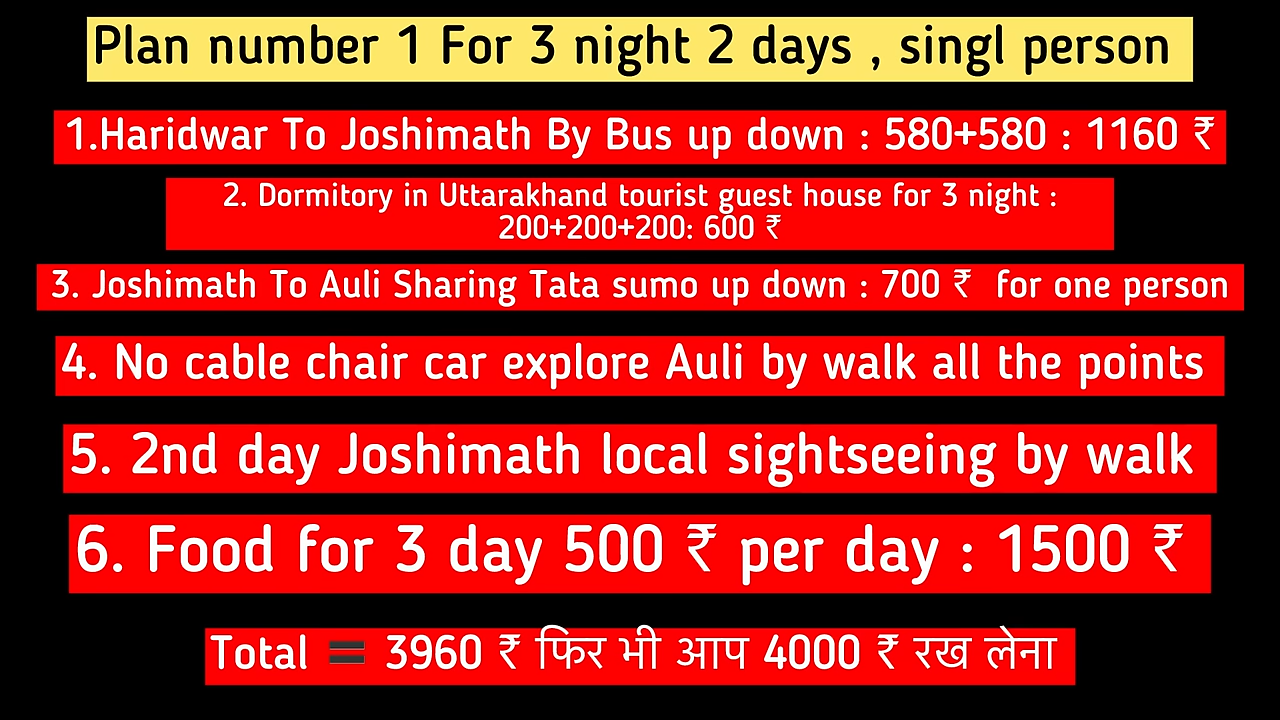 Plan number 1 For 3 night 2 days , singl person
1.Haridwar To Joshimath By Bus up down : 580+580 : 1160 ₹
2. Dormitory in Uttarakhand tourist guest house for 3 night :
200+200+200: 600 ₹
3. Joshimath To Auli Sharing Tata sumo up down : 700 ₹ for one person
4. No cable chair car explore Auli by walk all the points
5. 2nd day Joshimath local sightseeing by walk
6. Food for 3 day 500 ₹ per day : 1500 ₹
Total = 3960 ₹ फिर भी आप 4000 ₹ रख लेना